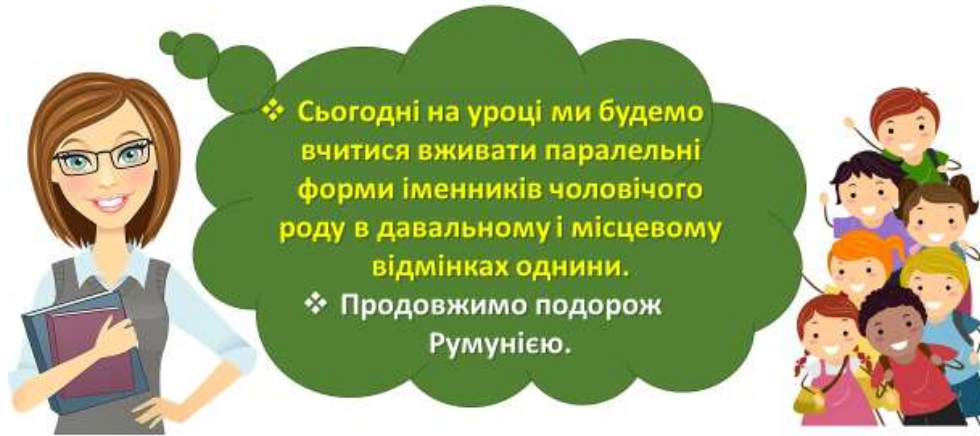 ❖ Сьогодні на уроці ми будемо
вчитися вживати паралельні
форми іменників чоловічого
роду в давальному і місцевому
відмінках однини.
❖ Продовжимо подорож
Румунією.